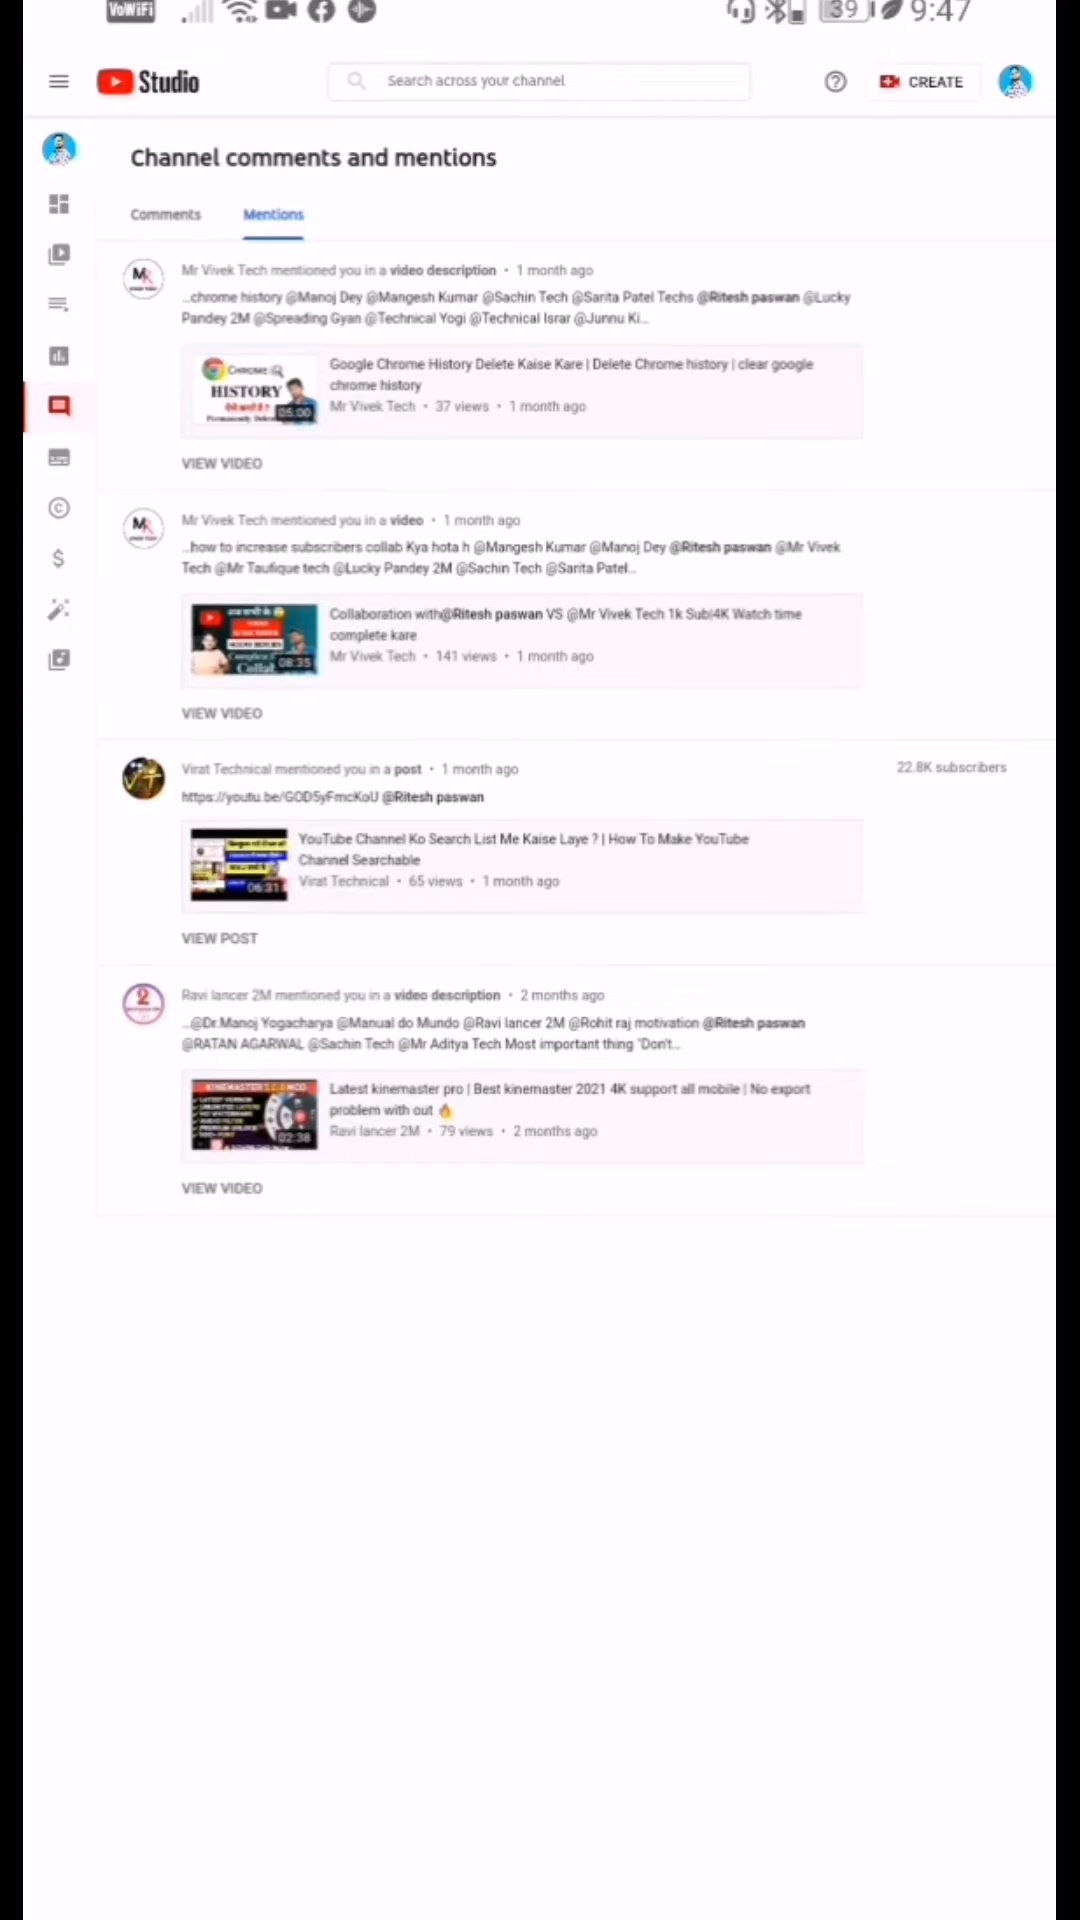 VoWiFi
39
9:47
Studio
Search across your channel
CREATE
Channel comments and mentions
Comments
Mentions
Mr Vivek Tech mentioned you in a video description • 1 month ago
...chrome history @Manoj Dey @Mangesh Kumar @Sachin Tech @Sarita Patel Techs @Ritesh paswan @Lucky
Pandey 2M @Spreading Gyan @Technical Yogi @Technical Israr @Junnu Ki...
CHROME
HISTORY
05:00
Google Chrome History Delete Kaise Kare | Delete Chrome history | clear google
chrome history
Mr Vivek Tech • 37 views • 1 month ago
VIEW VIDEO
Mr Vivek Tech mentioned you in a video • 1 month ago
...how to increase subscribers collab Kya hota h @Mangesh Kumar @Manoj Dey @Ritesh paswan @Mr Vivek
Tech @Mr Taufique tech @Lucky Pandey 2M @Sachin Tech @Sarita Patel...
Collab
08:35
Collaboration with@Ritesh paswan VS @Mr Vivek Tech 1k Sub|4K Watch time
complete kare
Mr Vivek Tech • 141 views • 1 month ago
VIEW VIDEO
Virat Technical mentioned you in a post • 1 month ago
22.8K subscribers
https://youtu.be/G0D5yFmcKoU @Ritesh paswan
06:31
YouTube Channel Ko Search List Me Kaise Laye ? | How To Make YouTube
Channel Searchable
Virat Technical • 65 views • 1 month ago
VIEW POST
2
Ravi lancer 2M mentioned you in a video description • 2 months ago
...@Dr.Manoj Yogacharya @Manual do Mundo @Ravi lancer 2M @Rohit raj motivation @Ritesh paswan
@RATAN AGARWAL @Sachin Tech @Mr Aditya Tech Most important thing "Don't...
LATEST VERSION
02:38
Latest kinemaster pro | Best kinemaster 2021 4K support all mobile | No export
problem with out 🔥
Ravi lancer 2M • 79 views • 2 months ago
VIEW VIDEO